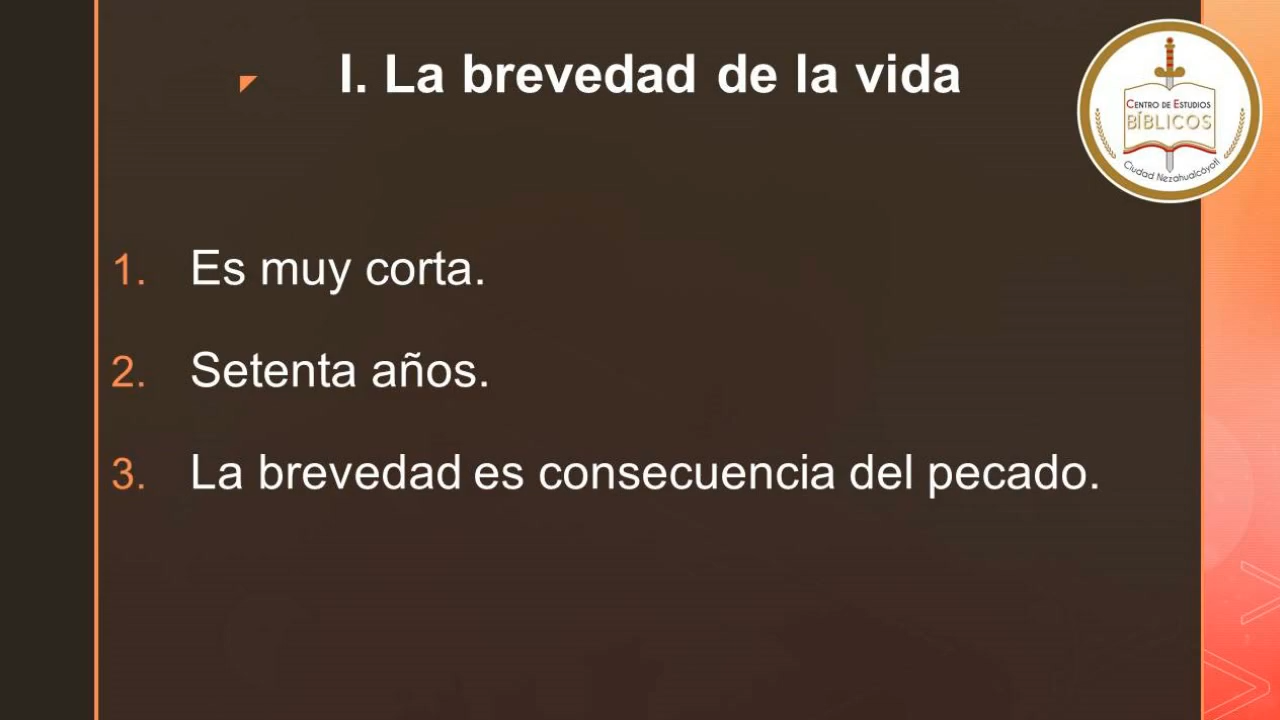 I. La brevedad de la vida
CENTRO DE ESTUDIOS
BÍBLICOS
Ciudad Nezahualcóyotl
1. Es muy corta.
2. Setenta años.
3. La brevedad es consecuencia del pecado.